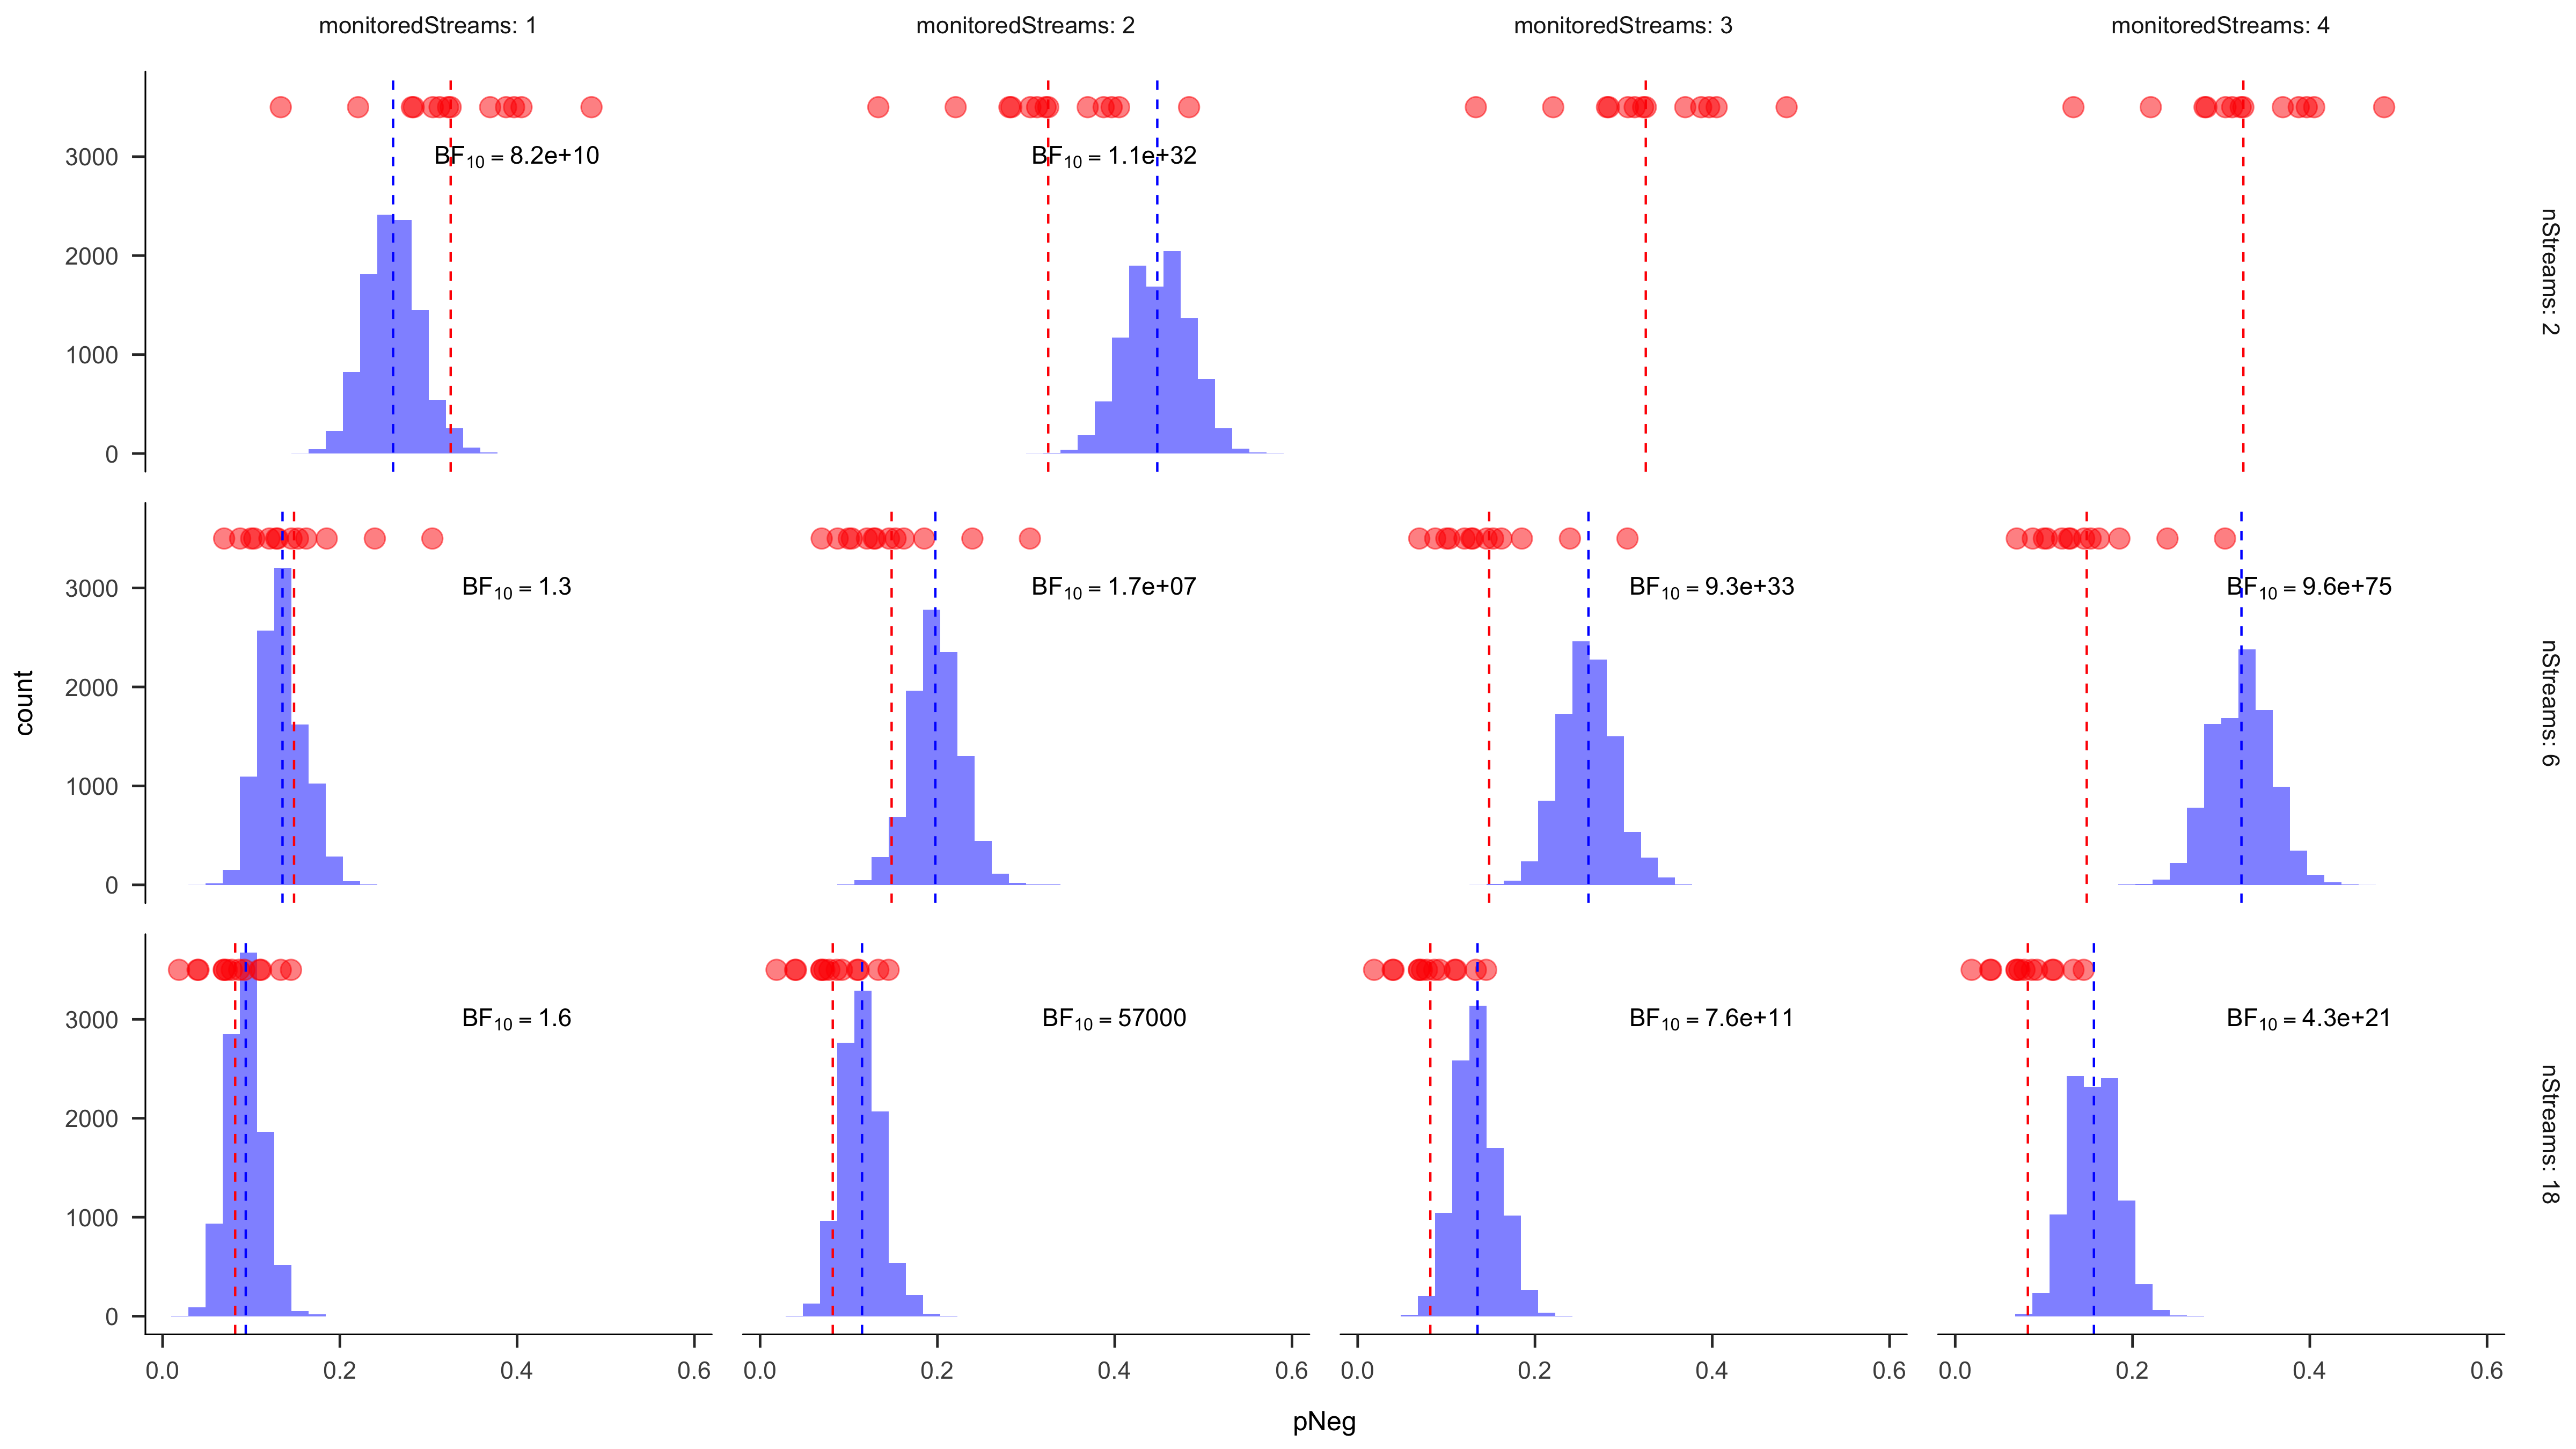 monitoredStreams: 1 monitoredStreams: 2 monitoredStreams: 3 monitoredStreams: 4
3000
2000
1000
0
BF10 = 8.2e+10
BF10 = 1.1e+32
nStreams: 2
count
3000
2000
1000
0
BF10 = 1.3
BF10 = 1.7e+07
BF10 = 9.3e+33
BF10 = 9.6e+75
nStreams: 6
3000
2000
1000
0
BF10 = 1.6
BF10 = 57000
BF10 = 7.6e+11
BF10 = 4.3e+21
nStreams: 18
0.0 0.2 0.4 0.6 0.0 0.2 0.4 0.6 0.0 0.2 0.4 0.6 0.0 0.2 0.4 0.6
pNeg